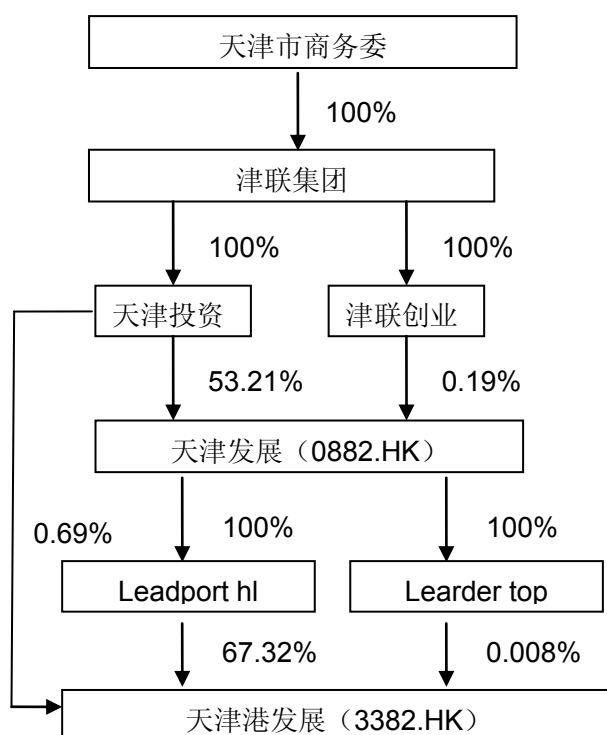 天津市商务委
100%
津联集团
100% 100%
天津投资 津联创业
53.21% 0.19%
天津发展（0882.HK）
0.69% 100% 100%
Leadport hl Learder top
67.32% 0.008%
天津港发展（3382.HK）